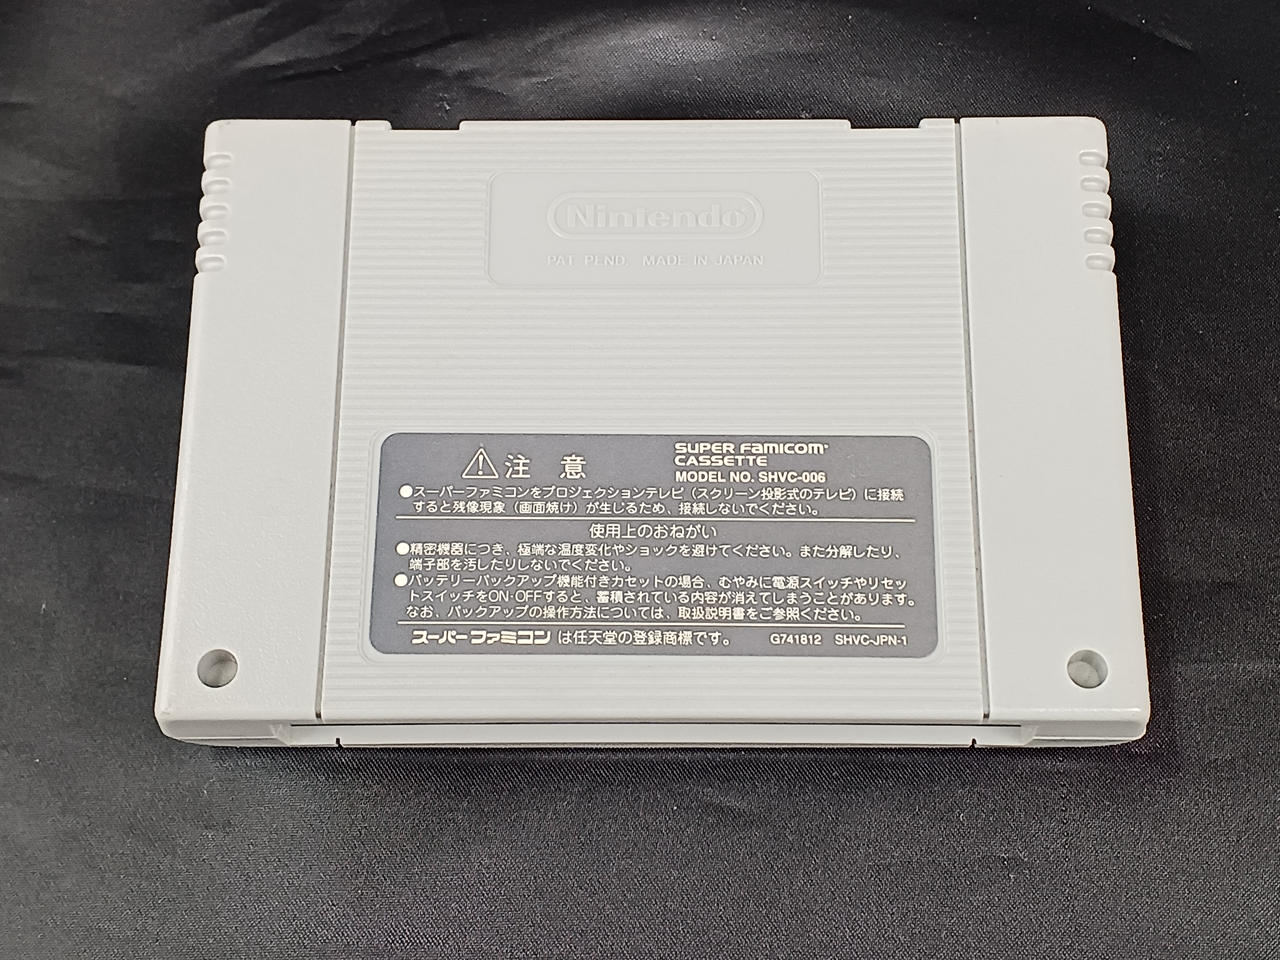 Nintendo
PAT PEND. MADE IN JAPAN
注 意
SUPER FAMICOM
CASSETTE
MODEL NO. SHVC-006
●スーパーファミコンをプロジェクションテレビ（スクリーン投影式のテレビ）に接続
すると残像現象（画面焼け）が生じるため、接続しないでください。
使用上のおねがい
●精密機器につき、極端な温度変化やショックを避けてください。また分解したり、
端子部を汚したりしないでください。
●バッテリーバックアップ機能付きカセットの場合、むやみに電源スイッチやリセッ
トスイッチをON・OFFすると、蓄積されている内容が消えてしまうことがあります。
なお、バックアップの操作方法については、取扱説明書をご参照ください。
スーパーファミコン は任天堂の登録商標です。 G741812 SHVC-JPN-1